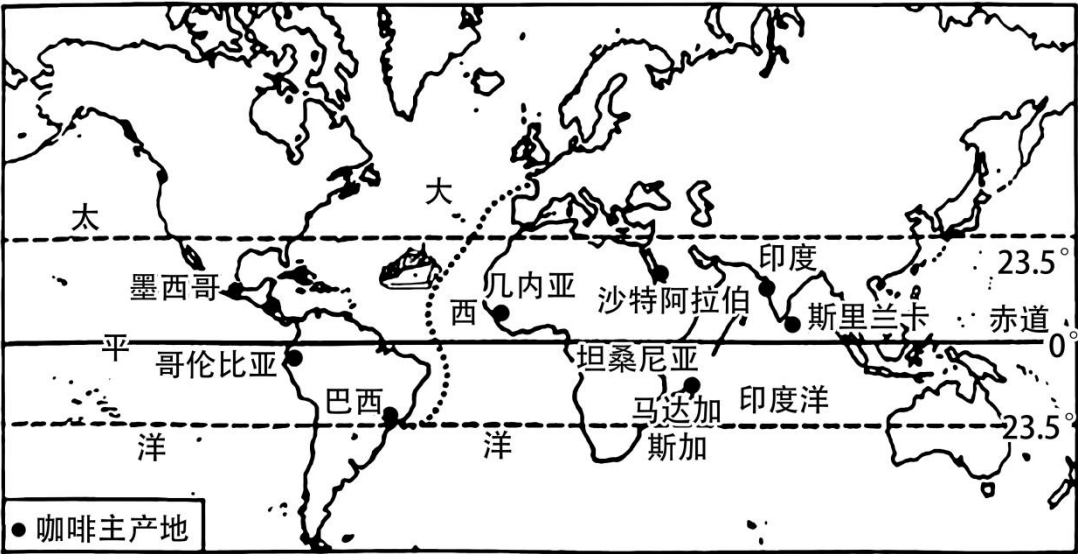 大
太
印度
23.5°
墨西哥
几内亚
沙特阿拉伯
西
斯里兰卡
赤道
平
0°
哥伦比亚
坦桑尼亚
巴西
马达加
斯加
印度洋
23.5°
洋
洋
咖啡主产地